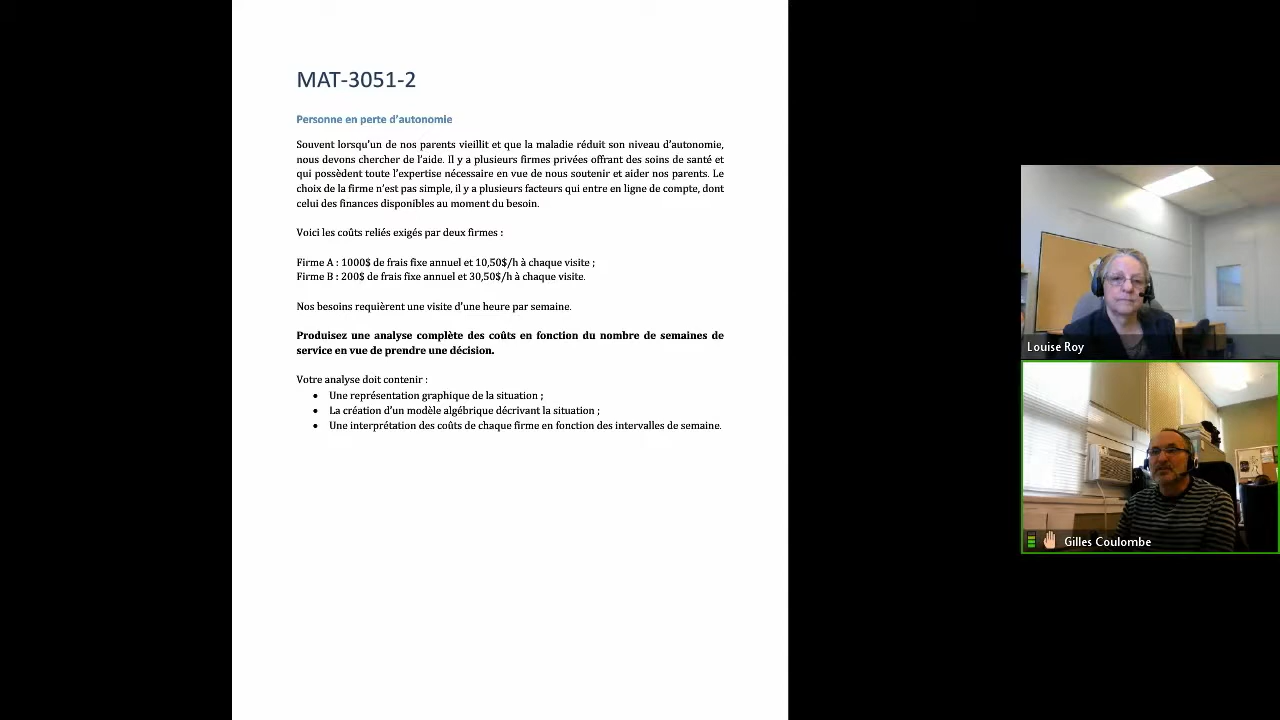 MAT-3051-2
Personne en perte d'autonomie
Souvent lorsqu'un de nos parents vieillit et que la maladie réduit son niveau d'autonomie,
nous devons chercher de l'aide. Il y a plusieurs firmes privées offrant des soins de santé et
qui possèdent toute l'expertise nécessaire en vue de nous soutenir et aider nos parents. Le
choix de la firme n'est pas simple, il y a plusieurs facteurs qui entre en ligne de compte, dont
celui des finances disponibles au moment du besoin.
Voici les coûts reliés exigés par deux firmes :
Firme A : 1000$ de frais fixe annuel et 10,50$/h à chaque visite ;
Firme B : 200$ de frais fixe annuel et 30,50$/h à chaque visite.
Nos besoins requièrent une visite d'une heure par semaine.
Produisez une analyse complète des coûts en fonction du nombre de semaines de
service en vue de prendre une décision.
Votre analyse doit contenir :
• Une représentation graphique de la situation ;
• La création d'un modèle algébrique décrivant la situation ;
• Une interprétation des coûts de chaque firme en fonction des intervalles de semaine.
Louise Roy
Gilles Coulombe